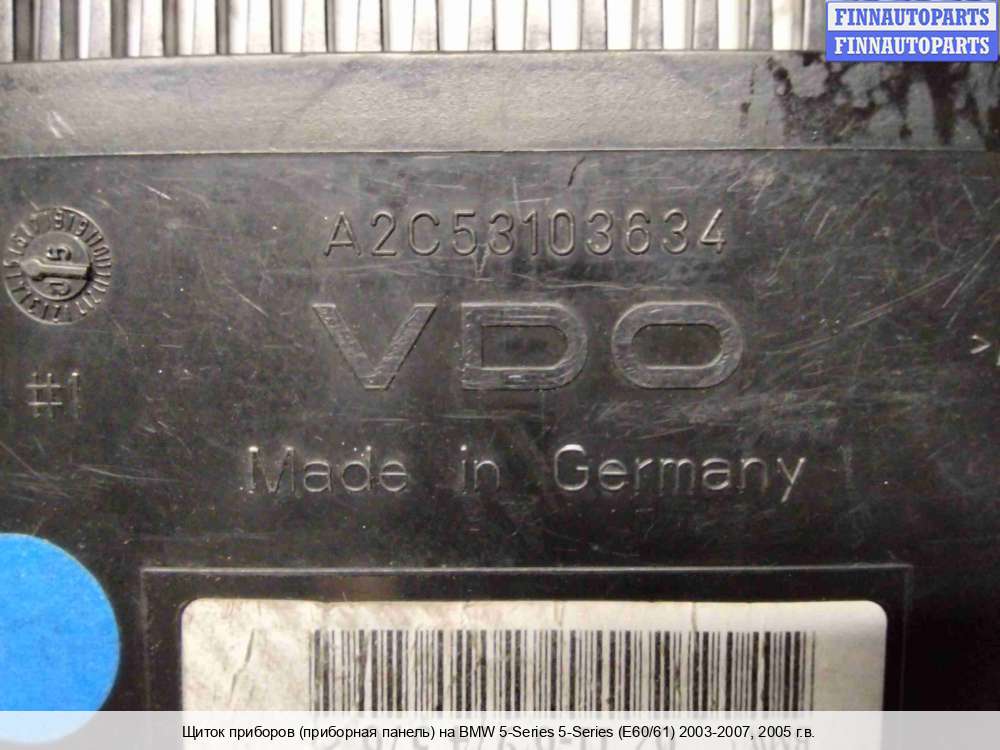 FINNAUTOPARTS
FINNAUTOPARTS
A2C53103634
VDO
#1
Made in Germany
Щиток приборов (приборная панель) на BMW 5-Series 5-Series (E60/61) 2003-2007, 2005 г.в.